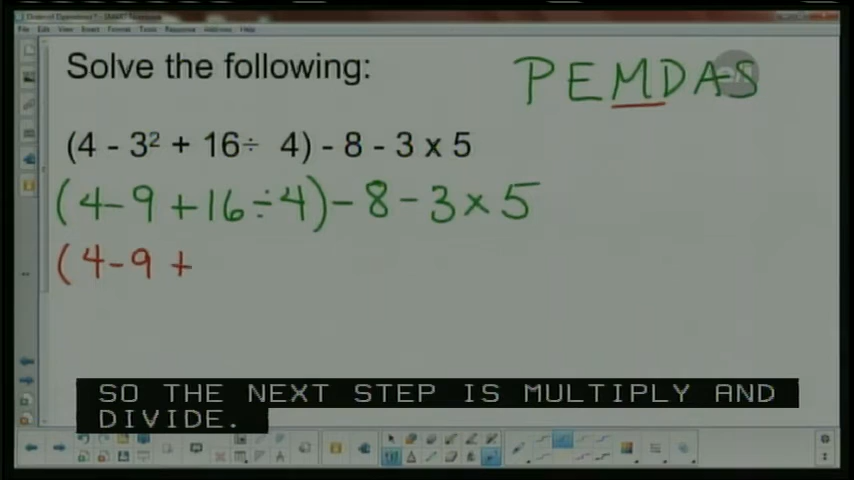 Solve the following:
PEMDAS
(4 - 3² + 16÷ 4) - 8 - 3 x 5
(4-9+16÷4)-8-3×5
(4-9+
SO THE NEXT STEP IS MULTIPLY AND
DIVIDE.